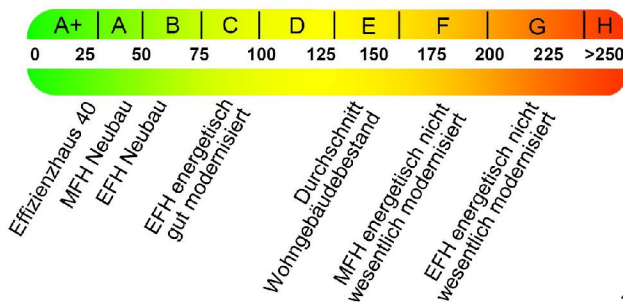 A+ A B C D E F G H
0 25 50 75 100 125 150 175 200 225 >250
Effizienzhaus 40
MFH Neubau
EFH Neubau
EFH energetisch
gut modernisiert
Durchschnitt
Wohngebäudebestand
MFH energetisch nicht
wesentlich modernisiert
EFH energetisch nicht
wesentlich modernisiert